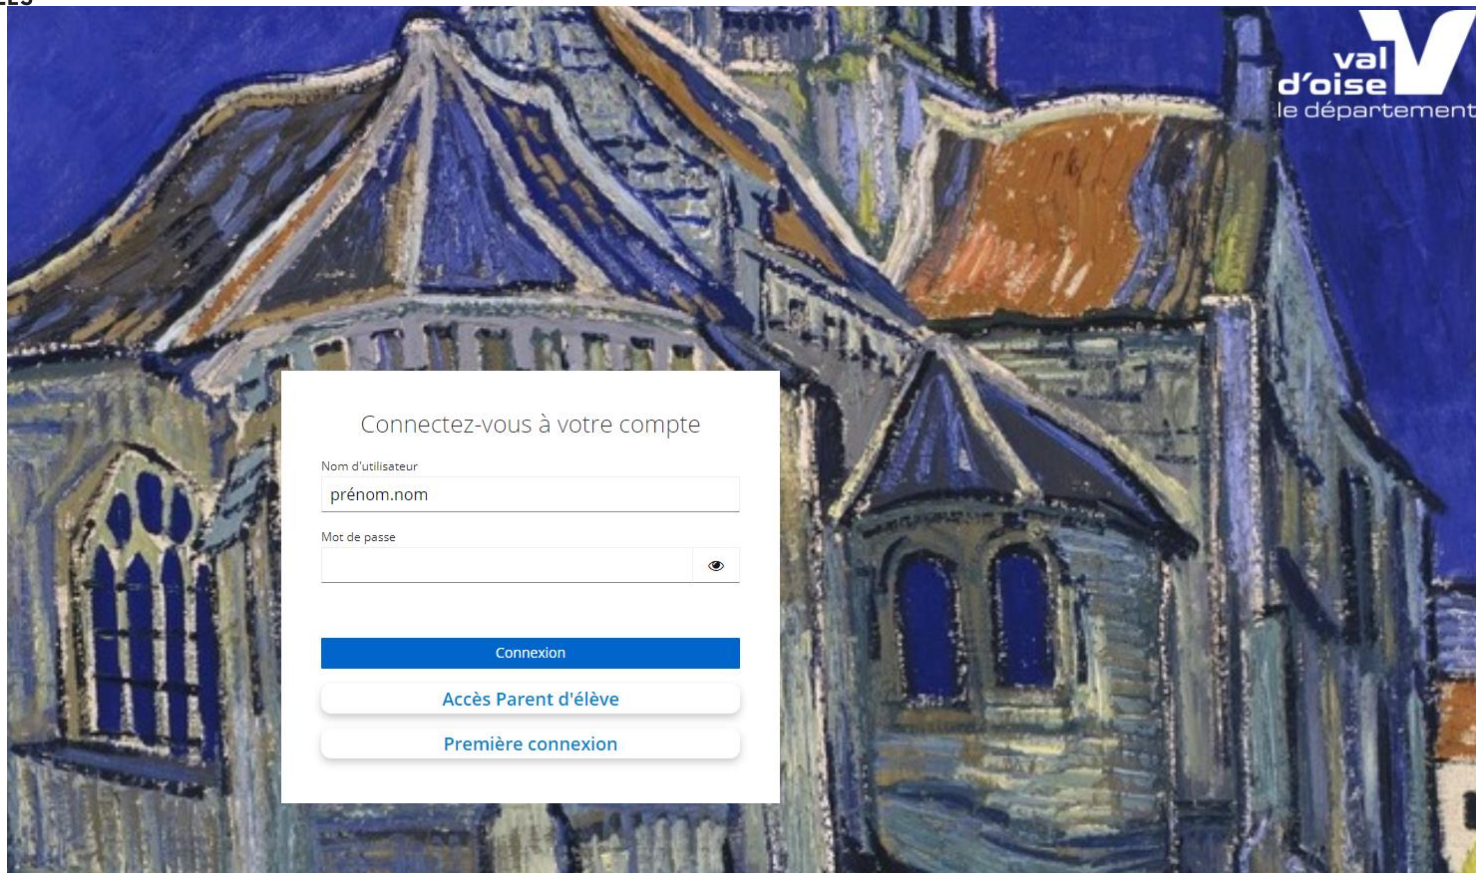 val
d'oise
le département
Connectez-vous à votre compte
Nom d'utilisateur
prénom.nom
Mot de passe
Connexion
Accès Parent d'élève
Première connexion